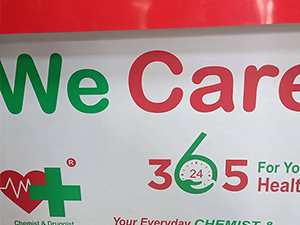 We Care
®
365
24
For Yo
Healt
Chemist & Druggist
Your Everyday CHEMIST &